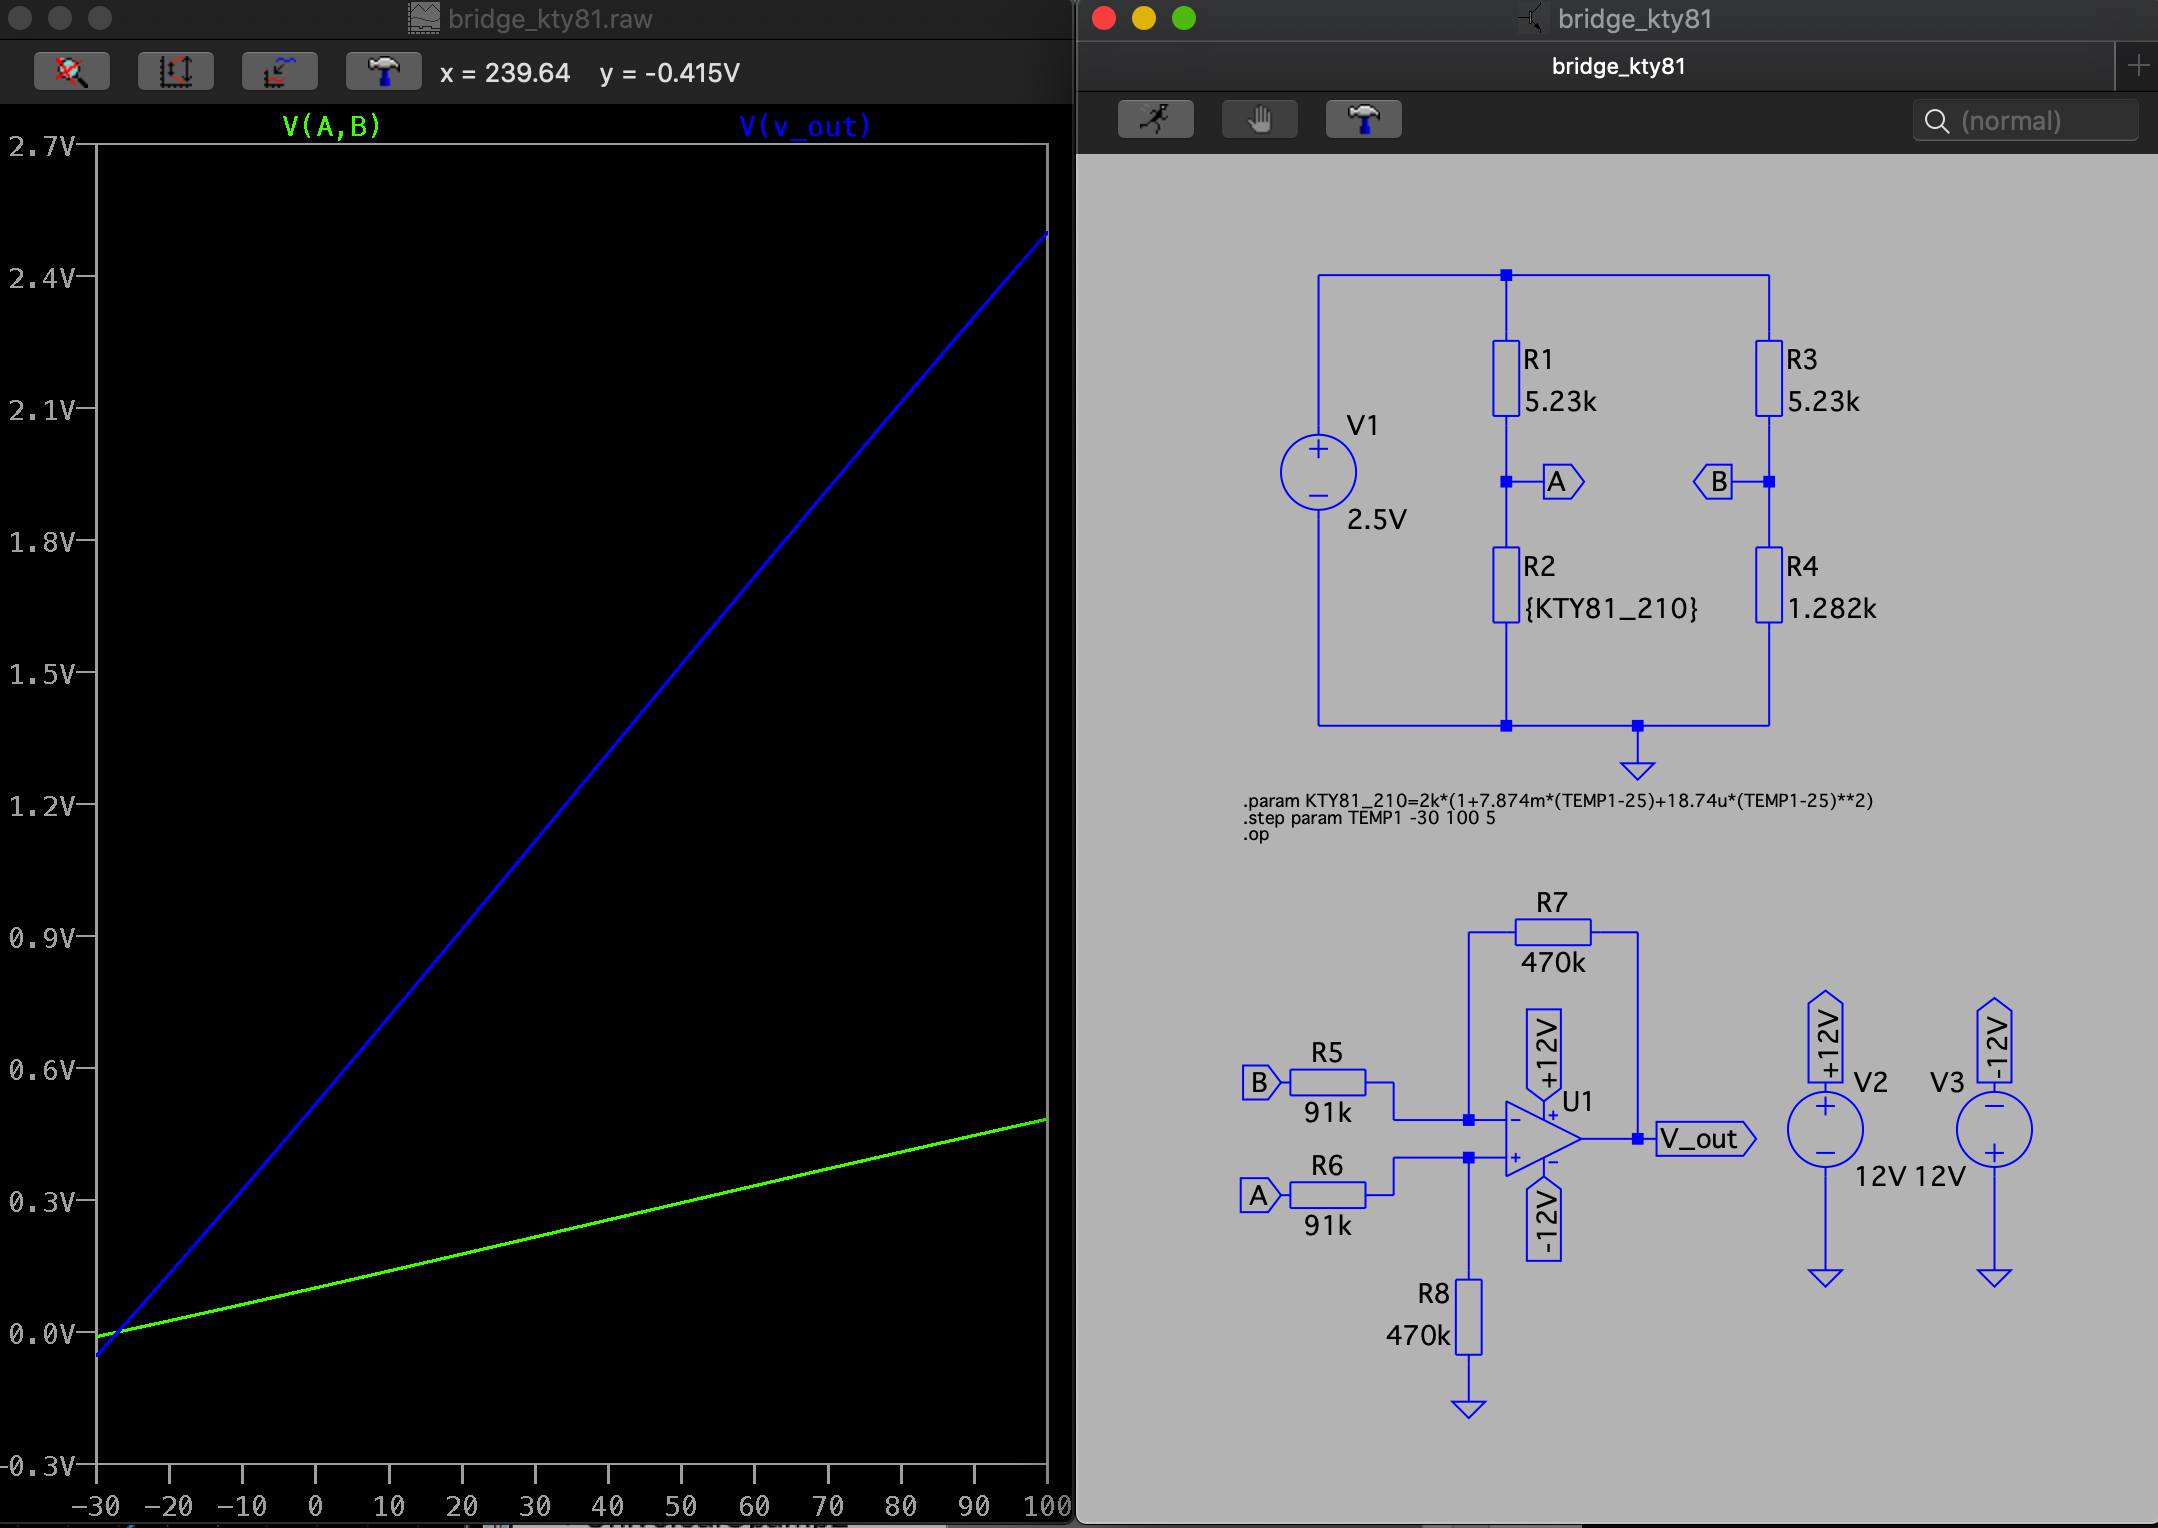 bridge_kty81.raw
x = 239.64 y = -0.415V
V(A,B) V(v_out)
2.7V
2.4V
2.1V
1.8V
1.5V
1.2V
0.9V
0.6V
0.3V
0.0V
-0.3V
-30 -20 -10 0 10 20 30 40 50 60 70 80 90 100
bridge_kty81
bridge_kty81
(normal)
R1
5.23k
R3
5.23k
V1
2.5V
A
B
R2
{KTY81_210}
R4
1.282k
.param KTY81_210=2k*(1+7.874m*(TEMP1-25)+18.74u*(TEMP1-25)**2)
.step param TEMP1 -30 100 5
.op
R7
470k
B
R5
91k
A
R6
91k
+12V
U1
-12V
V_out
R8
470k
+12V
V2
12V
-12V
V3
12V